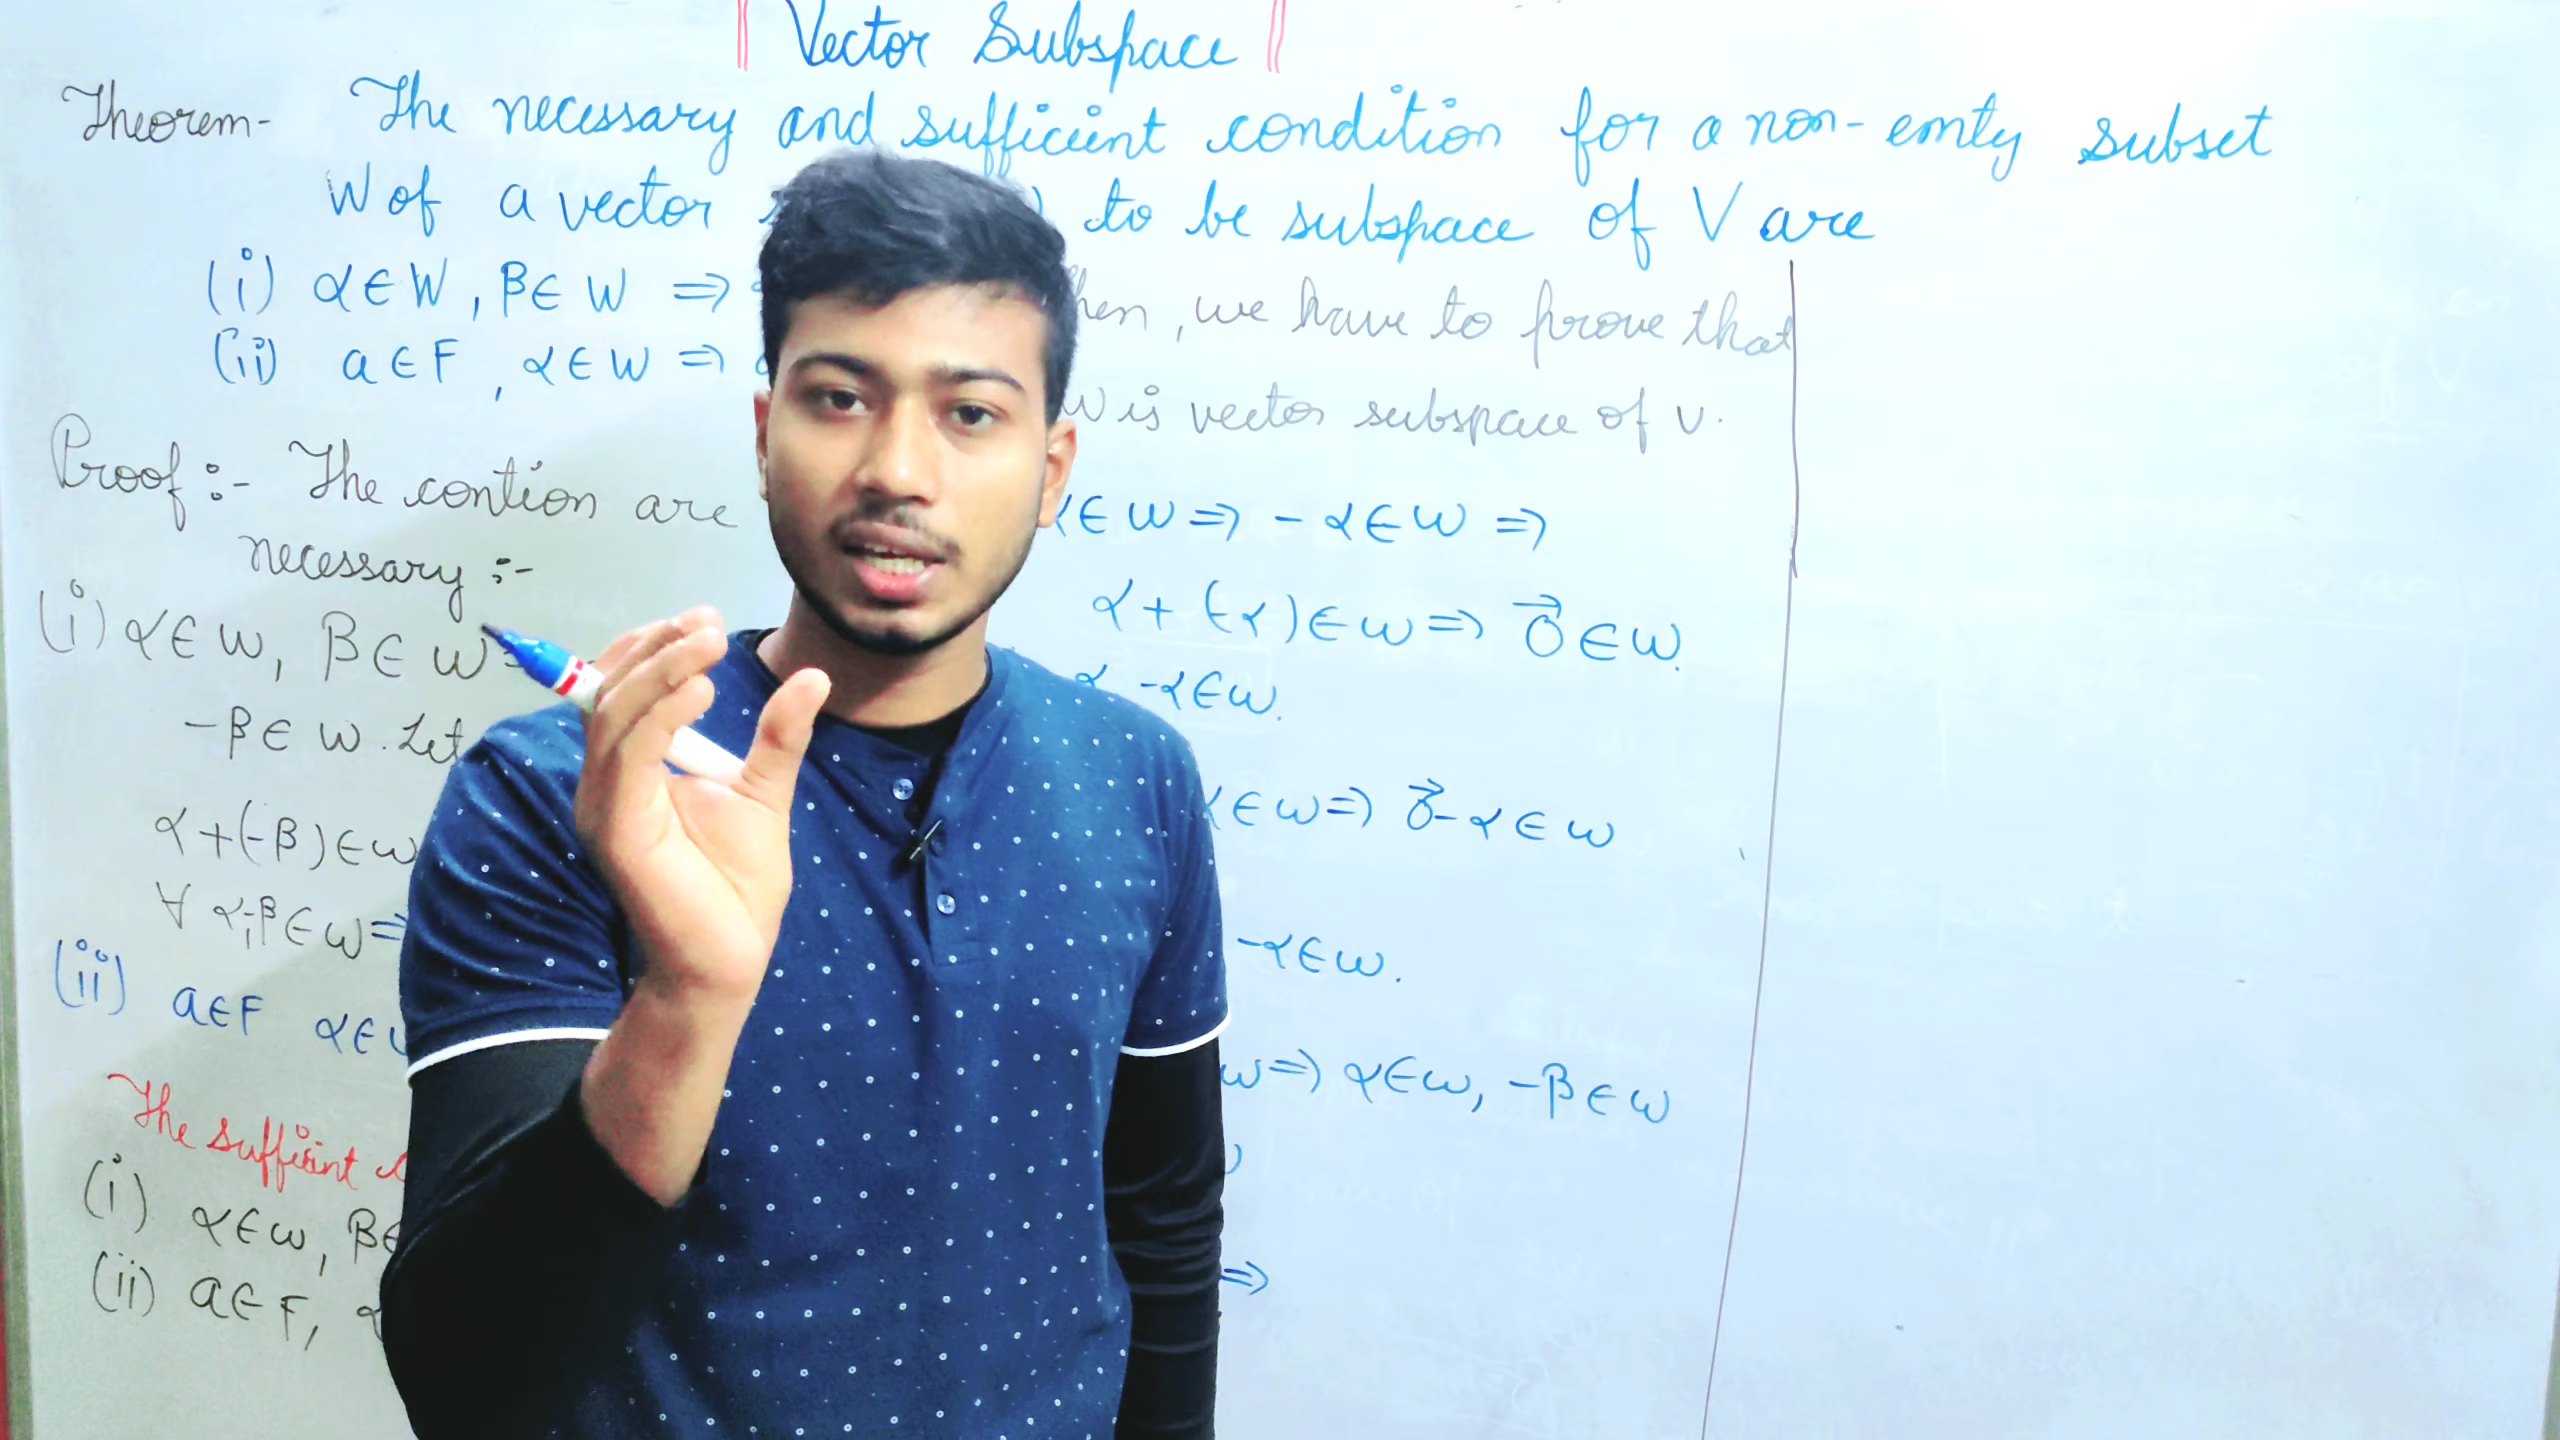 Vector Subspace
Theorem- The necessary and sufficient condition for a non-emty subset
W of a vector ) to be subspace of V are
(i) α∈W, β∈W ⇒
(ii) a∈F, α∈W ⇒
Proof :- The contion are
necessary :-
(i) α∈W, β∈W =
-β∈W. Let
α+(-β)∈W
∀ α,β∈W ⇒
(ii) a∈F α∈
The suffisint
(i) α∈W, β∈
(ii) a∈F, α
hen, we have to prove that
W is vector subspace of V.
α∈W ⇒ -α∈W ⇒
α+(-α)∈W ⇒ 0⃗∈W.
α -α∈W.
α∈W ⇒ 0⃗-α∈W
-α∈W.
W ⇒ α∈W, -β∈W
⇒